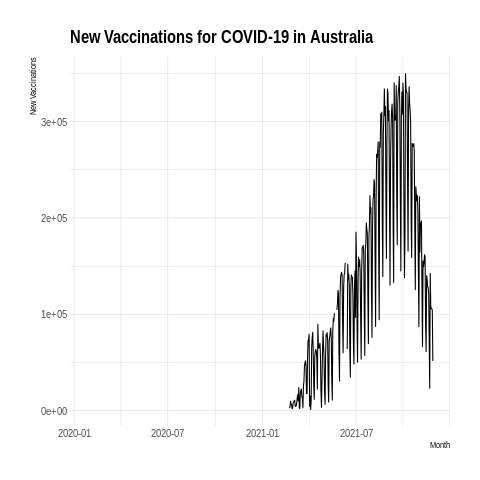 New Vaccinations for COVID-19 in Australia
New Vaccinations
3e+05
2e+05
1e+05
0e+00
2020-01 2020-07 2021-01 2021-07
Month